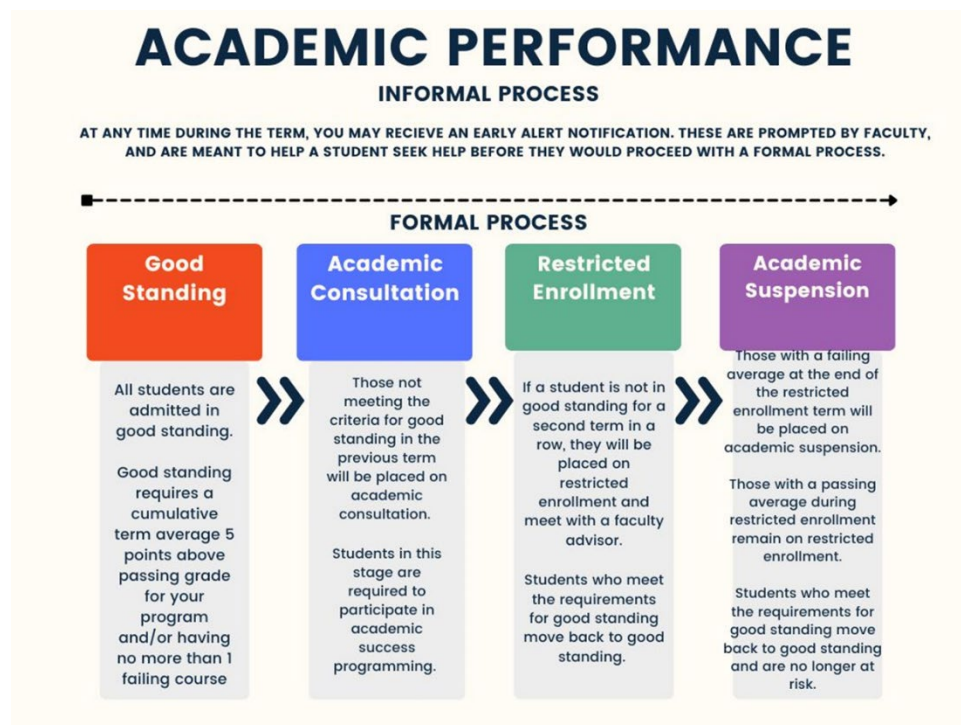 ACADEMIC PERFORMANCE
INFORMAL PROCESS
AT ANY TIME DURING THE TERM, YOU MAY RECIEVE AN EARLY ALERT NOTIFICATION. THESE ARE PROMPTED BY FACULTY,
AND ARE MEANT TO HELP A STUDENT SEEK HELP BEFORE THEY WOULD PROCEED WITH A FORMAL PROCESS.
FORMAL PROCESS
Good
Standing
All students are
admitted in
good standing.
Good standing
requires a
cumulative
term average 5
points above
passing grade
for your
program
and/or having
no more than 1
failing course
Academic
Consultation
Those not
meeting the
criteria for good
standing in the
previous term
will be placed on
academic
consultation.
Students in this
stage are
required to
participate in
academic
success
programming.
Restricted
Enrollment
If a student is not in
good standing for a
second term in a
row, they will be
placed on
restricted
enrollment and
meet with a faculty
advisor.
Students who meet
the requirements
for good standing
move back to good
standing.
Academic
Suspension
Those with a failing
average at the end of
the restricted
enrollment term will
be placed on
academic suspension.
Those with a passing
average during
restricted enrollment
remain on restricted
enrollment.
Students who meet
the requirements for
good standing move
back to good standing
and are no longer at
risk.